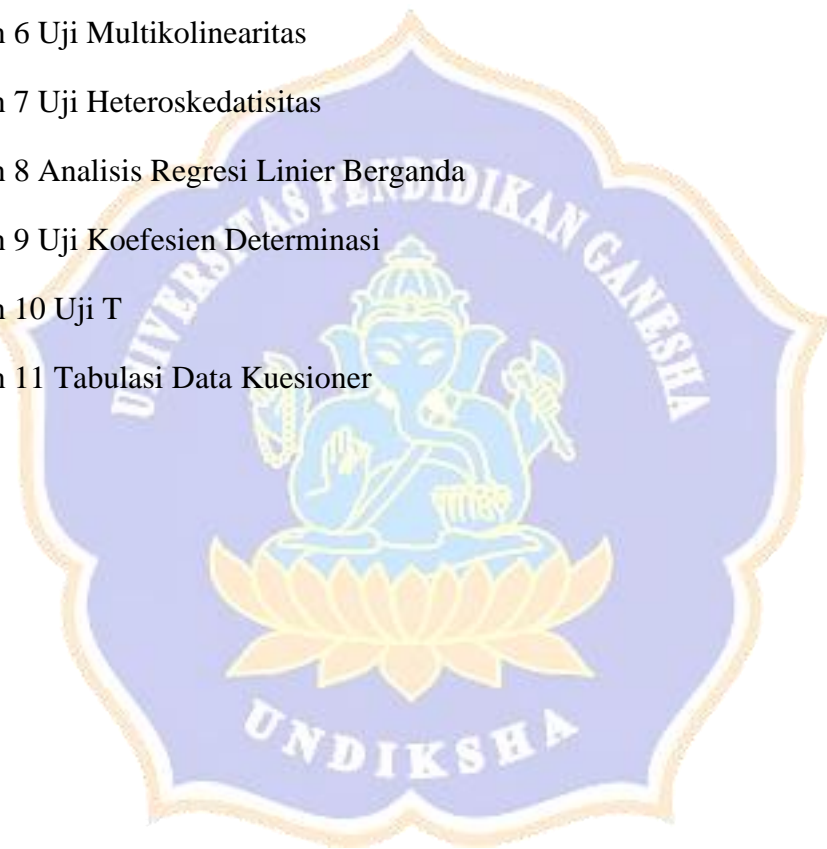 n 6 Uji Multikolinearitas
n 7 Uji Heteroskedatisitas
n 8 Analisis Regresi Linier Berganda
n 9 Uji Koefesien Determinasi
n 10 Uji T
n 11 Tabulasi Data Kuesioner
UNIVERSITAS PENDIDIKAN GANESHA
UNDIKSHA